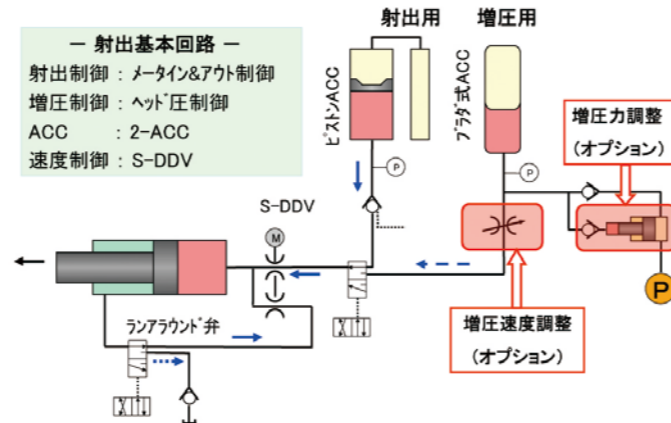 ー 射出基本回路 ー
射出制御 : メータイン&アウト制御
増圧制御 : ヘッド圧制御
ACC : 2-ACC
速度制御 : S-DDV
射出用
増圧用
ピストンACC
ブラダ式ACC
P
P
増圧力調整
(オプション)
S-DDV
M
P
ランアラウンド弁
増圧速度調整
(オプション)